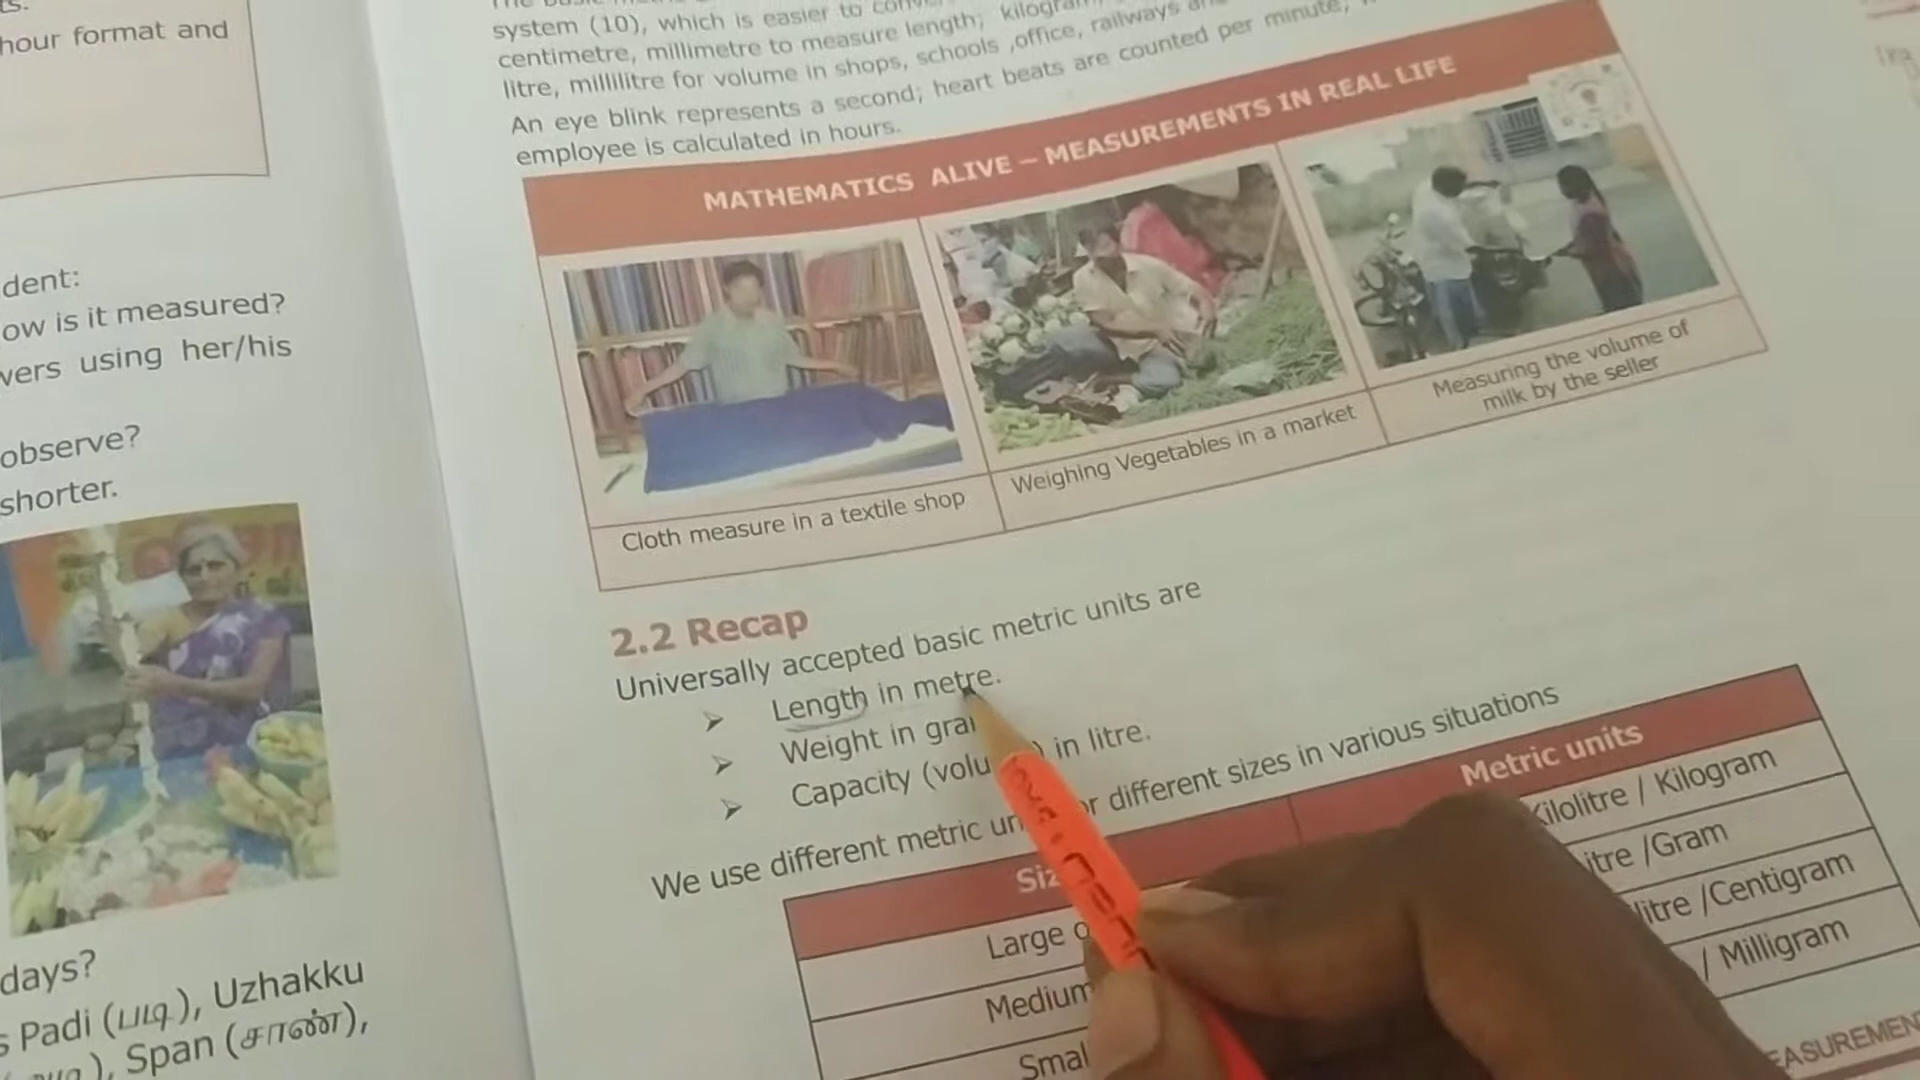 hour format and
dent:
ow is it measured?
vers using her/his
observe?
shorter.
days?
Padi (படி), Uzhakku
Span (சாண்),
system (10), which is easier to
centimetre, millimetre to measure length;
litre, millilitre for volume in shops, schools ,office, railways
An eye blink represents a second; heart beats are counted per minute;
employee is calculated in hours.
MATHEMATICS ALIVE – MEASUREMENTS IN REAL LIFE
Cloth measure in a textile shop
Weighing Vegetables in a market
Measuring the volume of
milk by the seller
2.2 Recap
Universally accepted basic metric units are
➢ Length in metre.
➢ Weight in gra
➢ Capacity (volu ) in litre.
We use different metric un or different sizes in various situations
Siz Metric units
Large o Kilolitre / Kilogram
Medium itre /Gram
Smal litre /Centigram
/ Milligram
EASUREMEN